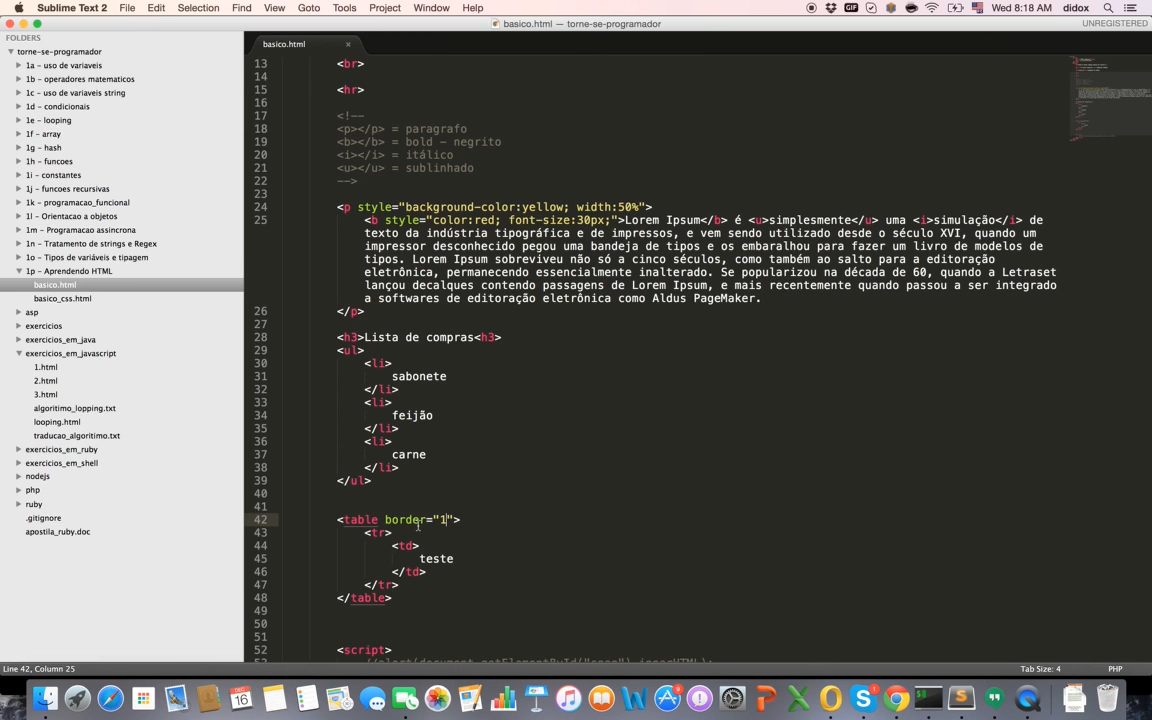 Sublime Text 2 File Edit Selection Find View Goto Tools Project Window Help GIF Wed 8:18 AM didox
basico.html — torne-se-programador UNREGISTERED
FOLDERS
torne-se-programador
1a - uso de variaveis
1b - operadores matematicos
1c - uso de variaveis string
1d - condicionais
1e - looping
1f - array
1g - hash
1h - funcoes
1i - constantes
1j - funcoes recursivas
1k - programacao_funcional
1l - Orientacao a objetos
1m - Programacao assincrona
1n - Tratamento de strings e Regex
1o - Tipos de variáveis e tipagem
1p - Aprendendo HTML
basico.html
basico_css.html
asp
exercicios
exercicios_em_java
exercicios_em_javascript
1.html
2.html
3.html
algoritimo_lopping.txt
looping.html
traducao_algoritimo.txt
exercicios_em_ruby
exercicios_em_shell
nodejs
php
ruby
.gitignore
apostila_ruby.doc
basico.html ×
13 <br>
14
15 <hr>
16
17 <!--
18 <p></p> = paragrafo
19 <b></b> = bold - negrito
20 <i></i> = itálico
21 <u></u> = sublinhado
22 -->
23
24 <p style="background-color:yellow; width:50%">
25 <b style="color:red; font-size:30px;">Lorem Ipsum</b> é <u>simplesmente</u> uma <i>simulação</i> de
texto da indústria tipográfica e de impressos, e vem sendo utilizado desde o século XVI, quando um
impressor desconhecido pegou uma bandeja de tipos e os embaralhou para fazer um livro de modelos de
tipos. Lorem Ipsum sobreviveu não só a cinco séculos, como também ao salto para a editoração
eletrônica, permanecendo essencialmente inalterado. Se popularizou na década de 60, quando a Letraset
lançou decalques contendo passagens de Lorem Ipsum, e mais recentemente quando passou a ser integrado
a softwares de editoração eletrônica como Aldus PageMaker.
26 </p>
27
28 <h3>Lista de compras<h3>
29 <ul>
30 <li>
31 sabonete
32 </li>
33 <li>
34 feijão
35 </li>
36 <li>
37 carne
38 </li>
39 </ul>
40
41
42 <table border="1">
43 <tr>
44 <td>
45 teste
46 </td>
47 </tr>
48 </table>
49
50
51
52 <script>
53 //alert(document.getElementById("span").innerHTML);
Line 42, Column 25 Tab Size: 4 PHP